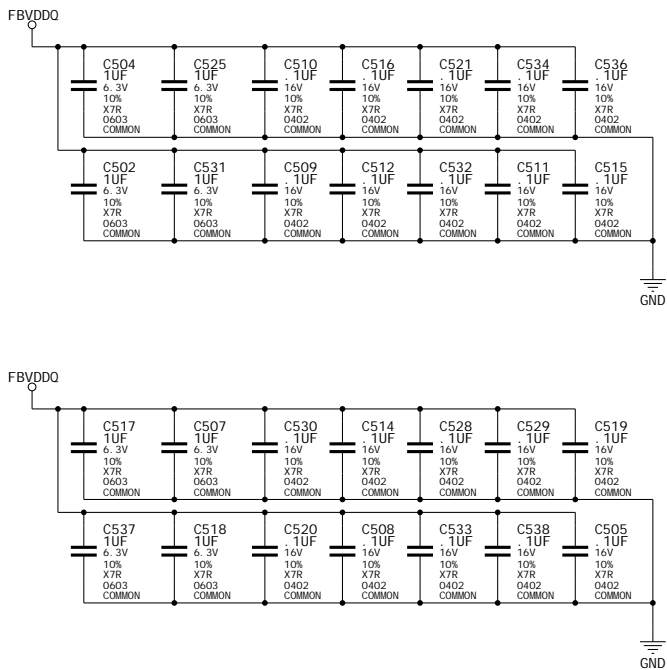 FBVDDQ
C504
1UF
6.3V
10%
X7R
0603
COMMON
C525
1UF
6.3V
10%
X7R
0603
COMMON
C510
.1UF
16V
10%
X7R
0402
COMMON
C516
.1UF
16V
10%
X7R
0402
COMMON
C521
.1UF
16V
10%
X7R
0402
COMMON
C534
.1UF
16V
10%
X7R
0402
COMMON
C536
.1UF
16V
10%
X7R
0402
COMMON
C502
1UF
6.3V
10%
X7R
0603
COMMON
C531
1UF
6.3V
10%
X7R
0603
COMMON
C509
.1UF
16V
10%
X7R
0402
COMMON
C512
.1UF
16V
10%
X7R
0402
COMMON
C532
.1UF
16V
10%
X7R
0402
COMMON
C511
.1UF
16V
10%
X7R
0402
COMMON
C515
.1UF
16V
10%
X7R
0402
COMMON
GND
FBVDDQ
C517
1UF
6.3V
10%
X7R
0603
COMMON
C507
1UF
6.3V
10%
X7R
0603
COMMON
C530
.1UF
16V
10%
X7R
0402
COMMON
C514
.1UF
16V
10%
X7R
0402
COMMON
C528
.1UF
16V
10%
X7R
0402
COMMON
C529
.1UF
16V
10%
X7R
0402
COMMON
C519
.1UF
16V
10%
X7R
0402
COMMON
C537
1UF
6.3V
10%
X7R
0603
COMMON
C518
1UF
6.3V
10%
X7R
0603
COMMON
C520
.1UF
16V
10%
X7R
0402
COMMON
C508
.1UF
16V
10%
X7R
0402
COMMON
C533
.1UF
16V
10%
X7R
0402
COMMON
C538
.1UF
16V
10%
X7R
0402
COMMON
C505
.1UF
16V
10%
X7R
0402
COMMON
GND